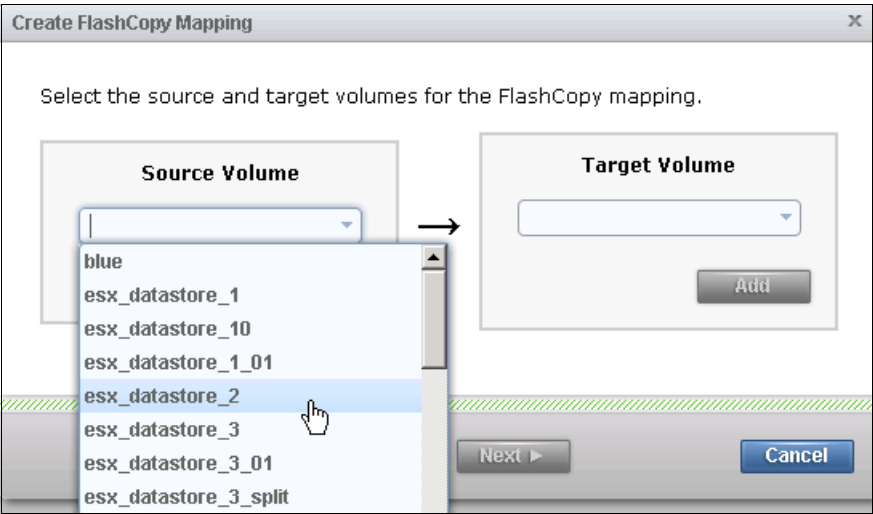 Create FlashCopy Mapping x
Select the source and target volumes for the FlashCopy mapping.
Source Volume
Target Volume
blue
esx_datastore_1
esx_datastore_10
esx_datastore_1_01
esx_datastore_2
esx_datastore_3
esx_datastore_3_01
esx_datastore_3_split
Add
Next
Cancel